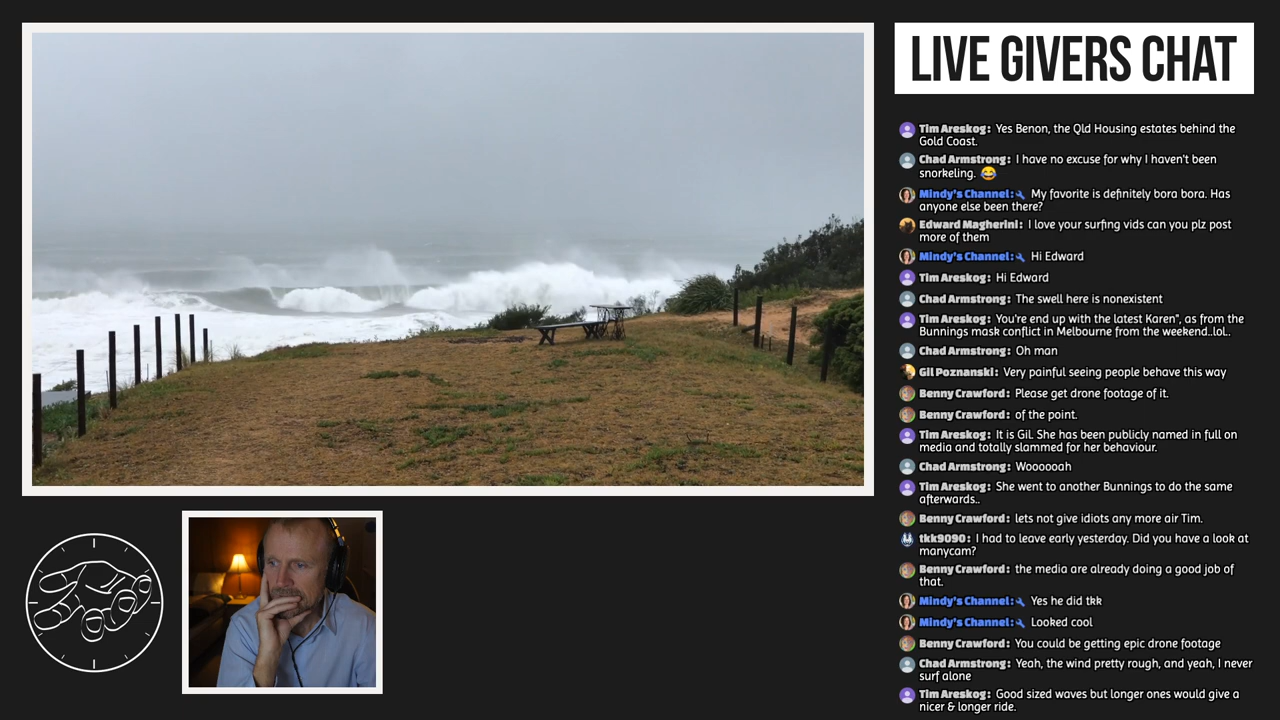 LIVE GIVERS CHAT
Tim Areskog: Yes Benon, the Qld Housing estates behind the
Gold Coast.
Chad Armstrong: I have no excuse for why I haven't been
snorkeling. 😂
Mindy's Channel: My favorite is definitely bora bora. Has
anyone else been there?
Edward Magherini: I love your surfing vids can you plz post
more of them
Mindy's Channel: Hi Edward
Tim Areskog: Hi Edward
Chad Armstrong: The swell here is nonexistent
Tim Areskog: You're end up with the latest Karen", as from the
Bunnings mask conflict in Melbourne from the weekend..lol..
Chad Armstrong: Oh man
Gil Poznanski: Very painful seeing people behave this way
Benny Crawford: Please get drone footage of it.
Benny Crawford: of the point.
Tim Areskog: It is Gil. She has been publicly named in full on
media and totally slammed for her behaviour.
Chad Armstrong: Woooooah
Tim Areskog: She went to another Bunnings to do the same
afterwards..
Benny Crawford: lets not give idiots any more air Tim.
tkk9090: I had to leave early yesterday. Did you have a look at
manycam?
Benny Crawford: the media are already doing a good job of
that.
Mindy's Channel: Yes he did tkk
Mindy's Channel: Looked cool
Benny Crawford: You could be getting epic drone footage
Chad Armstrong: Yeah, the wind pretty rough, and yeah, I never
surf alone
Tim Areskog: Good sized waves but longer ones would give a
nicer & longer ride.